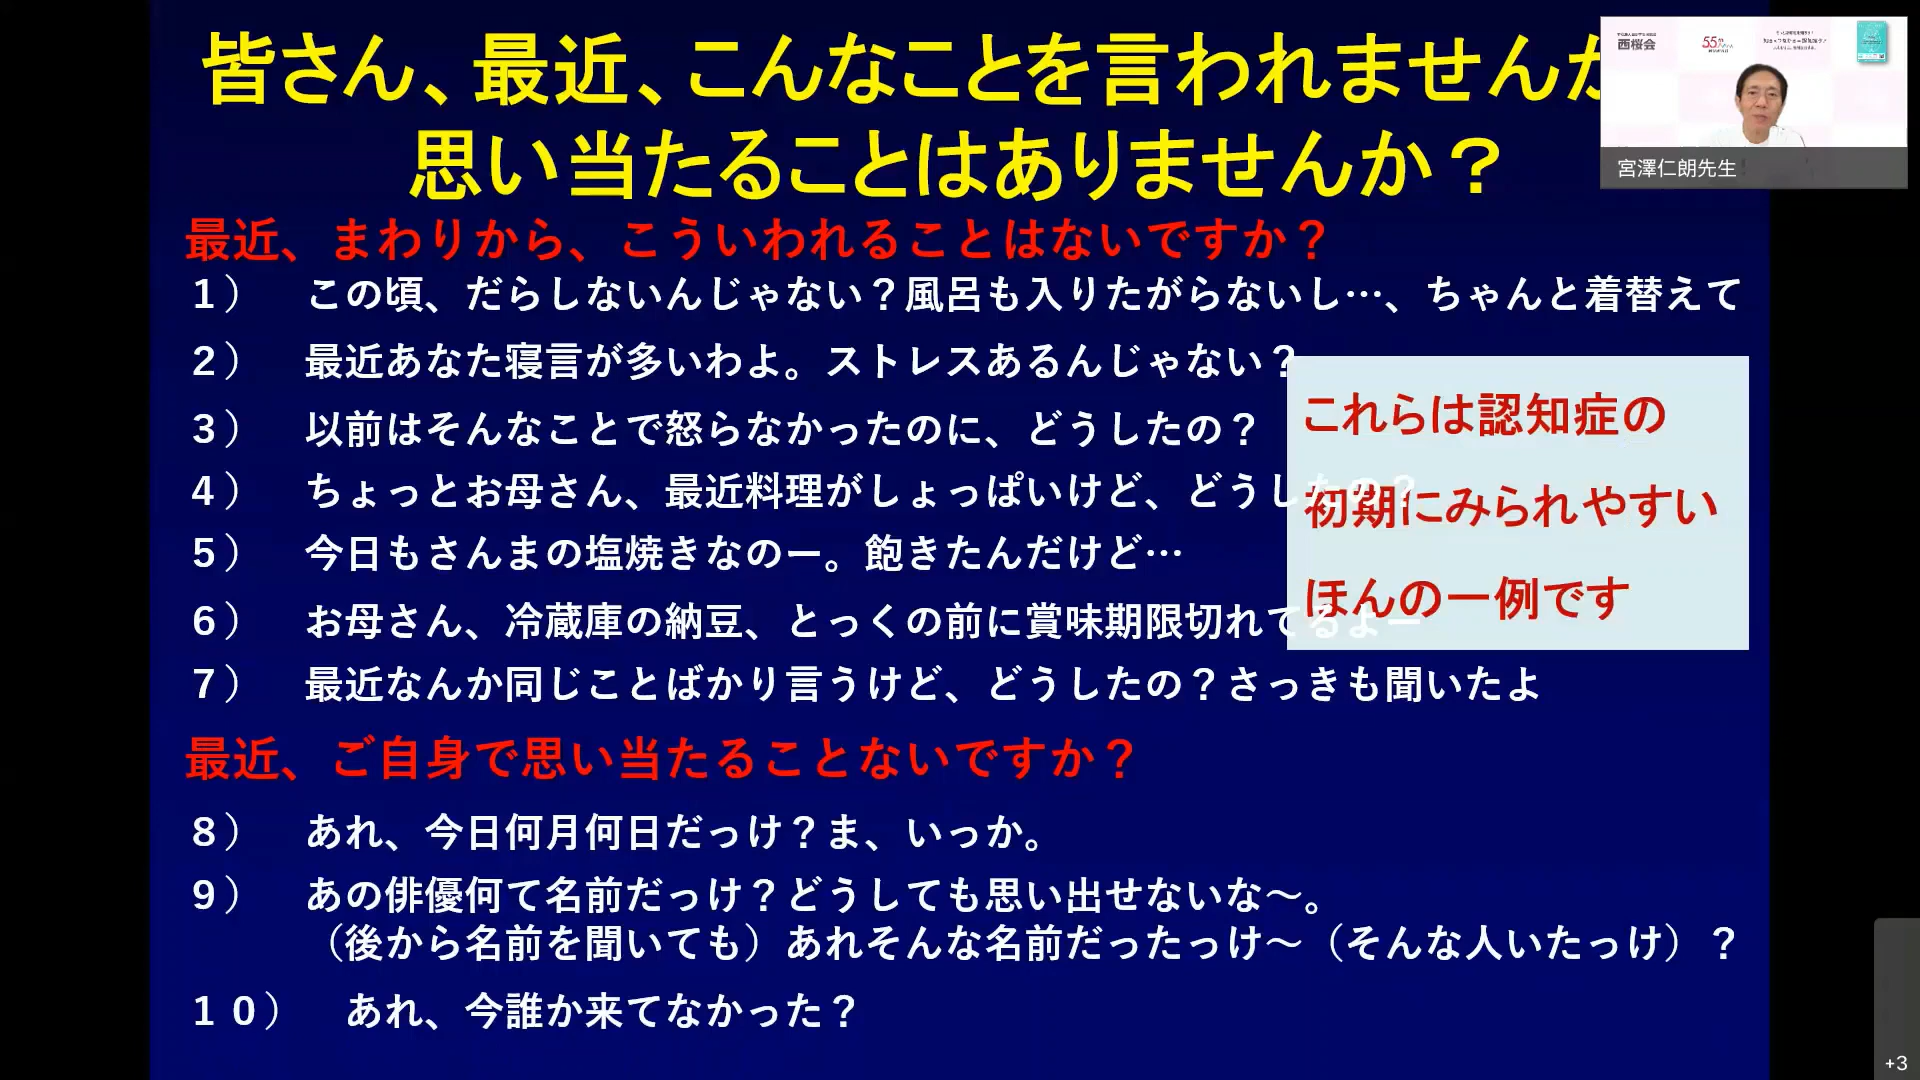 皆さん、最近、こんなことを言われませんか
思い当たることはありませんか？
西桜会
55th
宮澤仁朗先生
最近、まわりから、こういわれることはないですか？
１） この頃、だらしないんじゃない？風呂も入りたがらないし…、ちゃんと着替えて
２） 最近あなた寝言が多いわよ。ストレスあるんじゃない？
３） 以前はそんなことで怒らなかったのに、どうしたの？
４） ちょっとお母さん、最近料理がしょっぱいけど、どうしたの？
５） 今日もさんまの塩焼きなのー。飽きたんだけど…
６） お母さん、冷蔵庫の納豆、とっくの前に賞味期限切れてるよー
７） 最近なんか同じことばかり言うけど、どうしたの？さっきも聞いたよ
これらは認知症の
初期にみられやすい
ほんの一例です
最近、ご自身で思い当たることないですか？
８） あれ、今日何月何日だっけ？ま、いっか。
９） あの俳優何て名前だっけ？どうしても思い出せないな～。
（後から名前を聞いても）あれそんな名前だったっけ～（そんな人いたっけ）？
１０） あれ、今誰か来てなかった？
+3